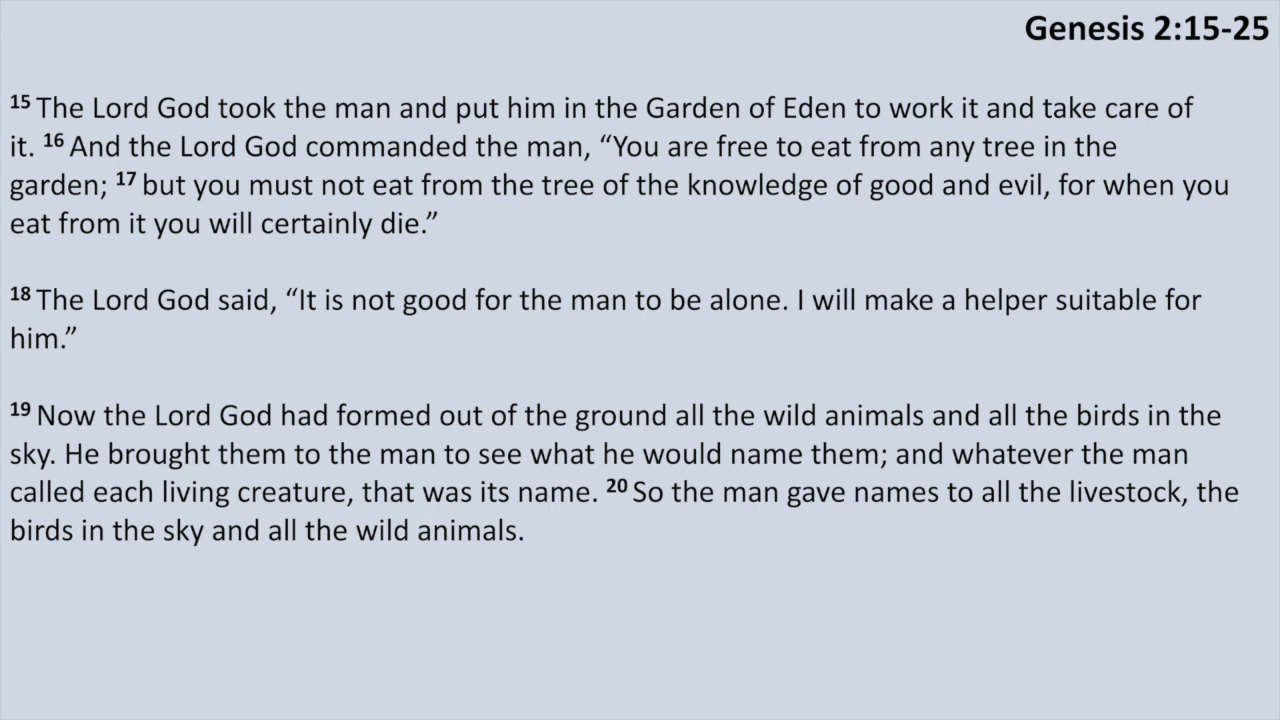 Genesis 2:15-25
15 The Lord God took the man and put him in the Garden of Eden to work it and take care of
it. 16 And the Lord God commanded the man, “You are free to eat from any tree in the
garden; 17 but you must not eat from the tree of the knowledge of good and evil, for when you
eat from it you will certainly die.”
18 The Lord God said, “It is not good for the man to be alone. I will make a helper suitable for
him.”
19 Now the Lord God had formed out of the ground all the wild animals and all the birds in the
sky. He brought them to the man to see what he would name them; and whatever the man
called each living creature, that was its name. 20 So the man gave names to all the livestock, the
birds in the sky and all the wild animals.